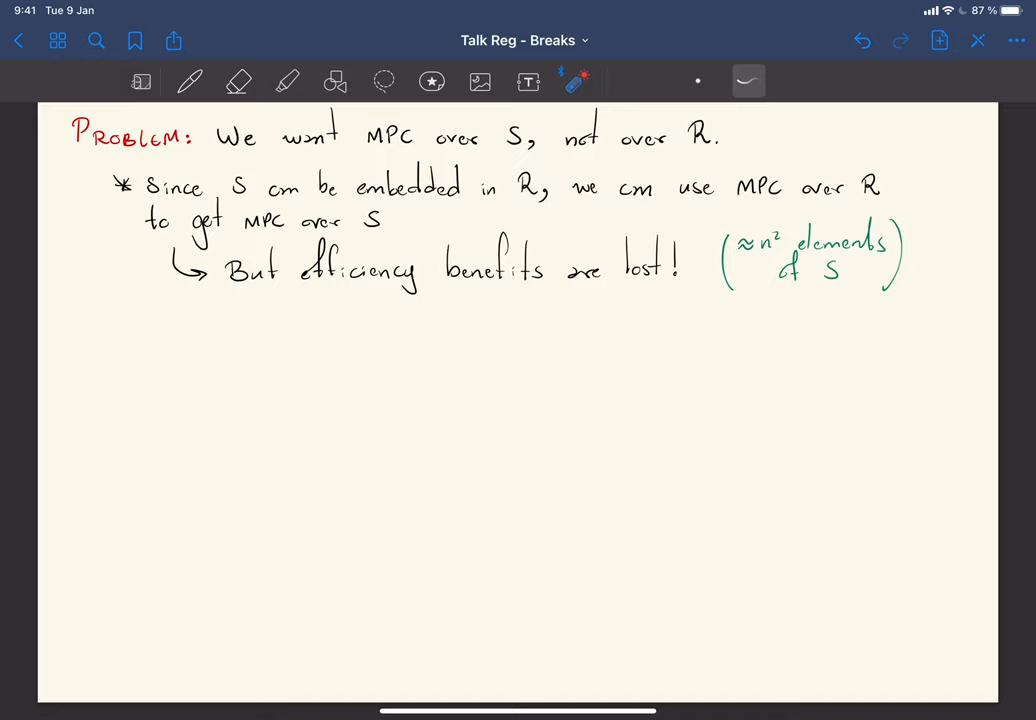 9:41 Tue 9 Jan
87 %
Talk Reg - Breaks
T
PROBLEM: We want MPC over S, not over R.
* Since S can be embedded in R, we can use MPC over R
to get MPC over S
↳ But efficiency benefits are lost!
(≈n² elements
of S)